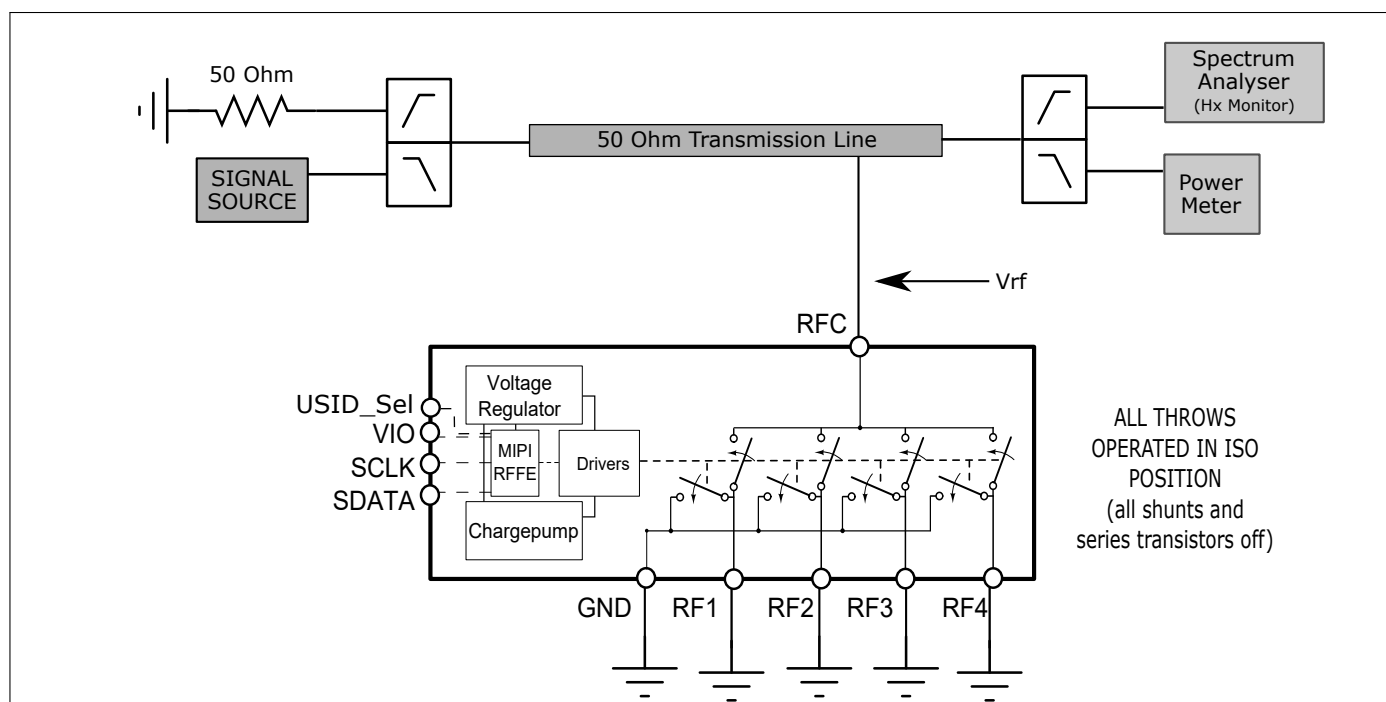 50 Ohm
SIGNAL
SOURCE
50 Ohm Transmission Line
Spectrum
Analyser
(Hx Monitor)
Power
Meter
Vrf
RFC
USID_Sel
VIO
SCLK
SDATA
Voltage
Regulator
MIPI
RFFE
Drivers
Chargepump
ALL THROWS
OPERATED IN ISO
POSITION
(all shunts and
series transistors off)
GND
RF1
RF2
RF3
RF4